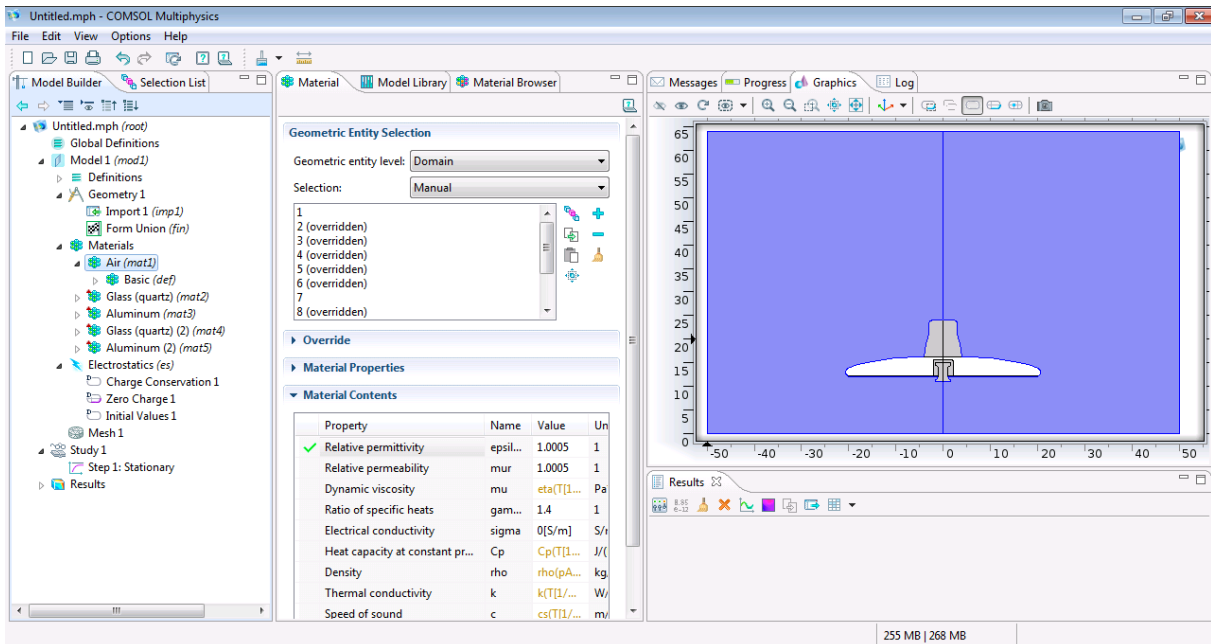 Untitled.mph - COMSOL Multiphysics
File Edit View Options Help
Model Builder Selection List
Untitled.mph (root)
Global Definitions
Model 1 (mod1)
Definitions
Geometry 1
Import 1 (imp1)
Form Union (fin)
Materials
Air (mat1)
Basic (def)
Glass (quartz) (mat2)
Aluminum (mat3)
Glass (quartz) (2) (mat4)
Aluminum (2) (mat5)
Electrostatics (es)
Charge Conservation 1
Zero Charge 1
Initial Values 1
Mesh 1
Study 1
Step 1: Stationary
Results
Material Model Library Material Browser
Geometric Entity Selection
Geometric entity level: Domain
Selection: Manual
1
2 (overridden)
3 (overridden)
4 (overridden)
5 (overridden)
6 (overridden)
7
8 (overridden)
Override
Material Properties
Material Contents
Property Name Value Un
Relative permittivity epsil... 1.0005 1
Relative permeability mur 1.0005 1
Dynamic viscosity mu eta(T[1... Pa
Ratio of specific heats gam... 1.4 1
Electrical conductivity sigma 0[S/m] S/r
Heat capacity at constant pr... Cp Cp(T[1... J/(
Density rho rho(pA... kg,
Thermal conductivity k k(T[1/... W/
Speed of sound c cs(T[1/... m/
Messages Progress Graphics Log
65
60
55
50
45
40
35
30
25
20
15
10
5
0
-50 -40 -30 -20 -10 0 10 20 30 40 50
Results
8.85
e-12
255 MB | 268 MB